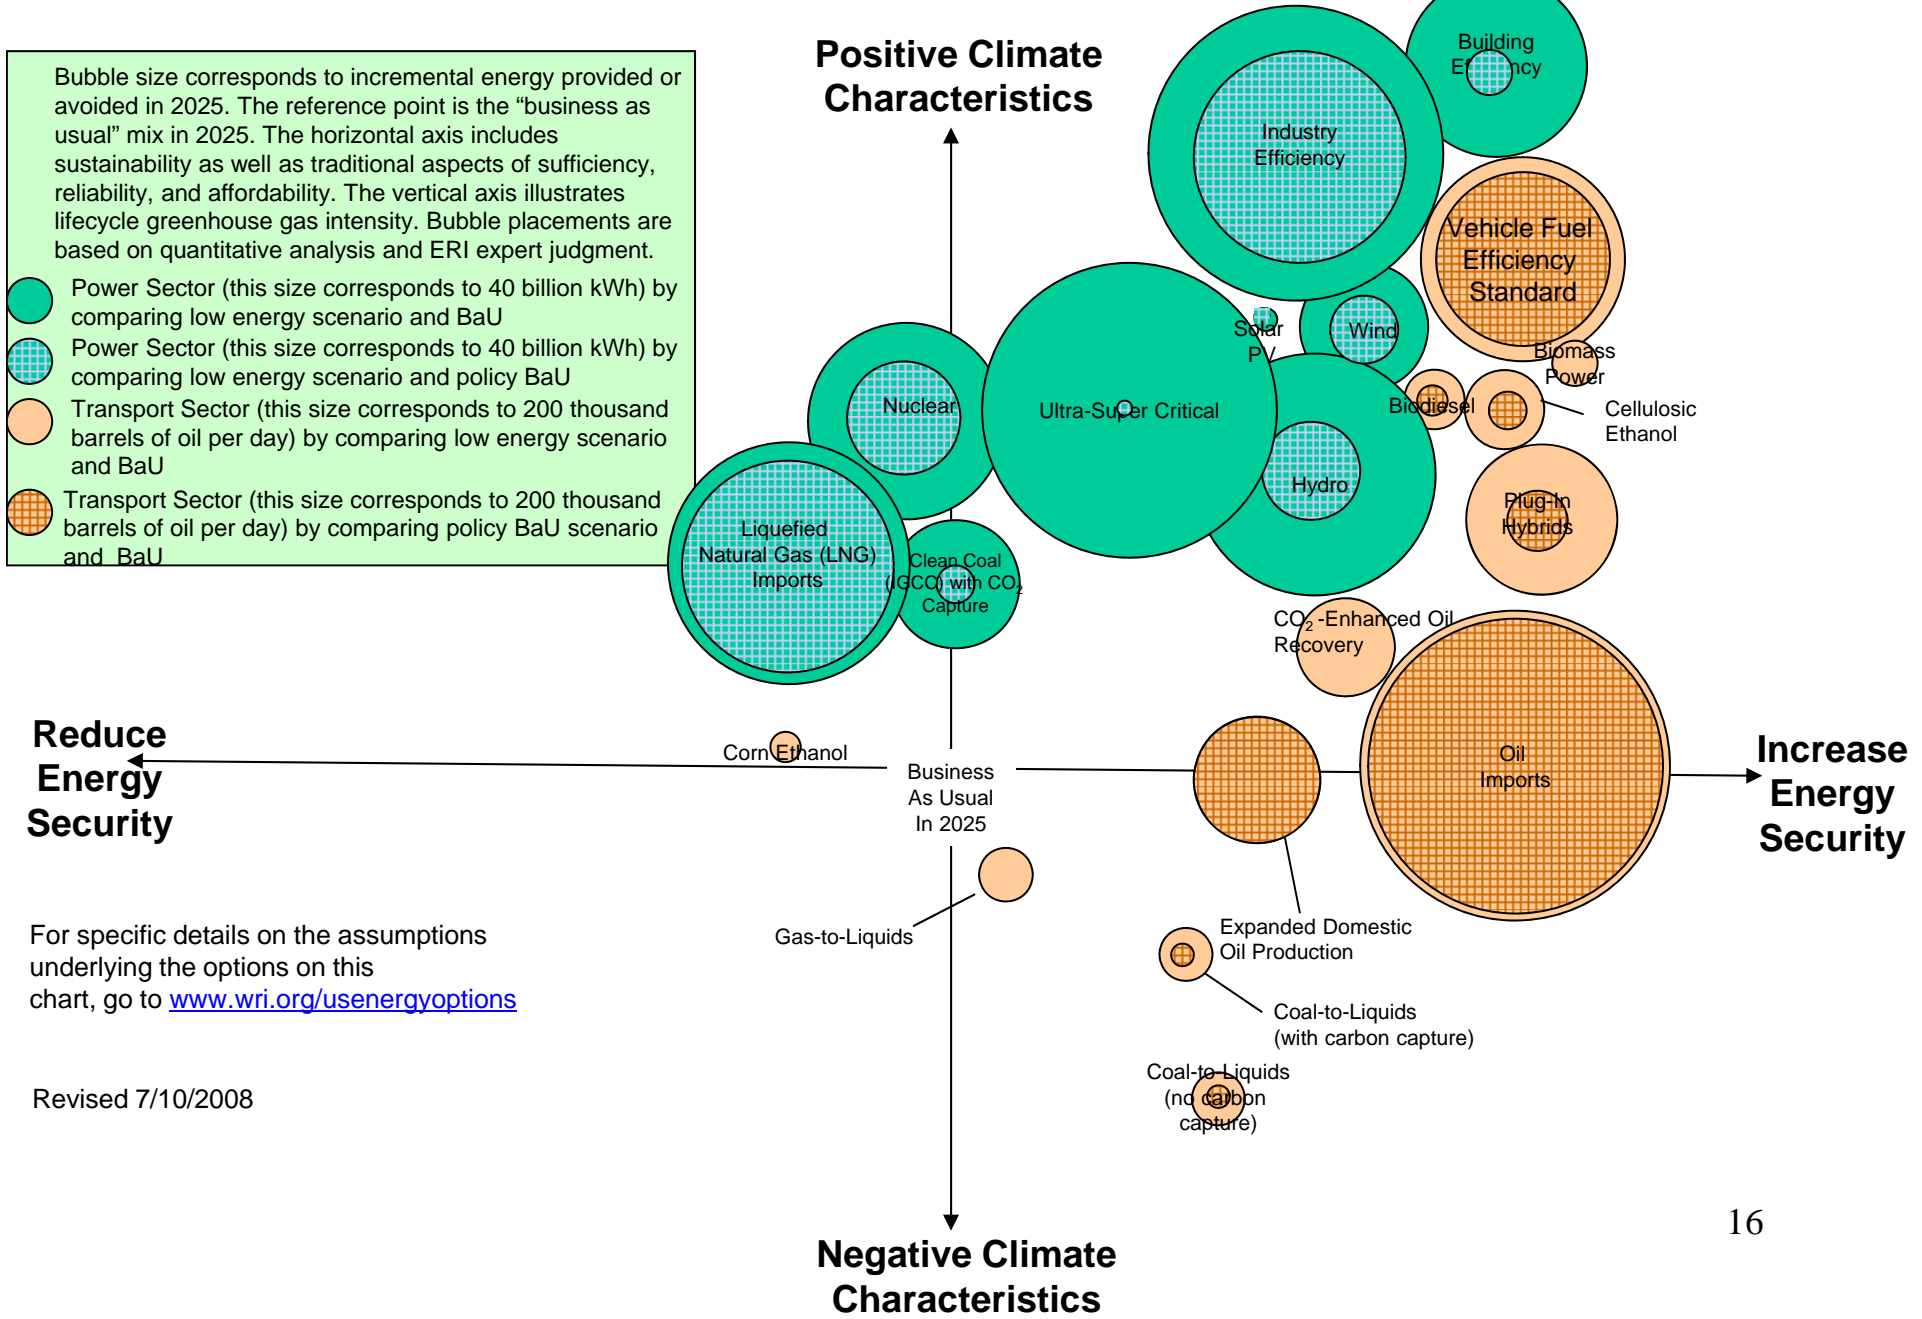 Bubble size corresponds to incremental energy provided or
avoided in 2025. The reference point is the “business as
usual” mix in 2025. The horizontal axis includes
sustainability as well as traditional aspects of sufficiency,
reliability, and affordability. The vertical axis illustrates
lifecycle greenhouse gas intensity. Bubble placements are
based on quantitative analysis and ERI expert judgment.
Power Sector (this size corresponds to 40 billion kWh) by
comparing low energy scenario and BaU
Power Sector (this size corresponds to 40 billion kWh) by
comparing low energy scenario and policy BaU
Transport Sector (this size corresponds to 200 thousand
barrels of oil per day) by comparing low energy scenario
and BaU
Transport Sector (this size corresponds to 200 thousand
barrels of oil per day) by comparing policy BaU scenario
and BaU
Positive Climate
Characteristics
Building
Efficiency
Industry
Efficiency
Vehicle Fuel
Efficiency
Standard
Solar
PV
Wind
Biomass
Power
Nuclear
Ultra-Super Critical
Biodiesel
Cellulosic
Ethanol
Hydro
Plug-In
Hybrids
Liquefied
Natural Gas (LNG)
Imports
Clean Coal
(IGCC) with CO₂
Capture
CO₂ -Enhanced Oil
Recovery
Reduce
Energy
Security
Corn Ethanol
Business
As Usual
In 2025
Oil
Imports
Increase
Energy
Security
Gas-to-Liquids
Expanded Domestic
Oil Production
Coal-to-Liquids
(with carbon capture)
Coal-to-Liquids
(no carbon
capture)
For specific details on the assumptions
underlying the options on this
chart, go to www.wri.org/usenergyoptions
Revised 7/10/2008
Negative Climate
Characteristics
16